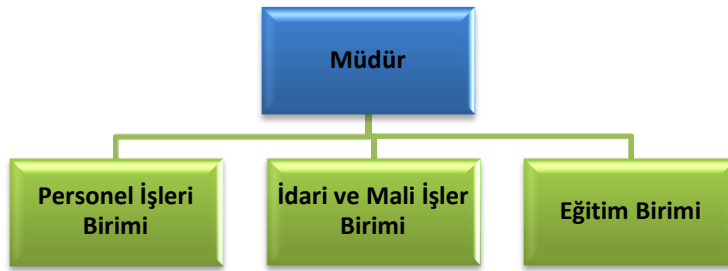 Müdür
Personel İşleri
Birimi
İdari ve Mali İşler
Birimi
Eğitim Birimi